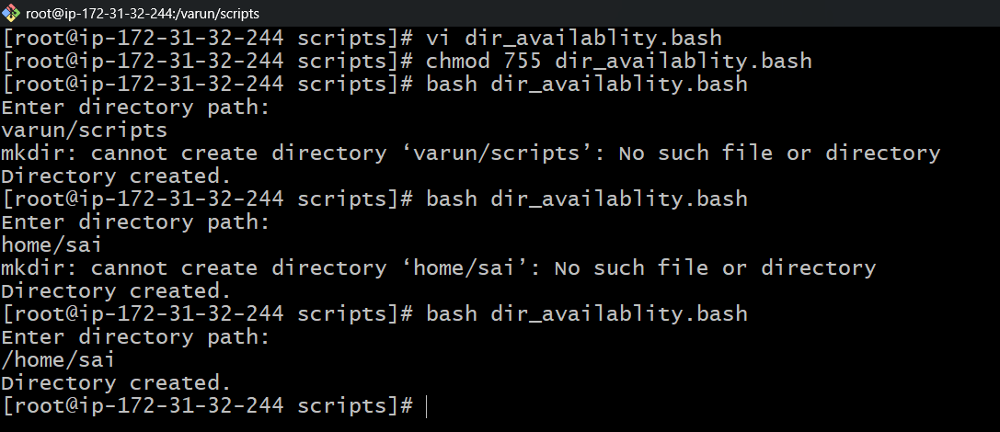 root@ip-172-31-32-244:/varun/scripts
[root@ip-172-31-32-244 scripts]# vi dir_availablity.bash
[root@ip-172-31-32-244 scripts]# chmod 755 dir_availablity.bash
[root@ip-172-31-32-244 scripts]# bash dir_availablity.bash
Enter directory path:
varun/scripts
mkdir: cannot create directory ‘varun/scripts’: No such file or directory
Directory created.
[root@ip-172-31-32-244 scripts]# bash dir_availablity.bash
Enter directory path:
home/sai
mkdir: cannot create directory ‘home/sai’: No such file or directory
Directory created.
[root@ip-172-31-32-244 scripts]# bash dir_availablity.bash
Enter directory path:
/home/sai
Directory created.
[root@ip-172-31-32-244 scripts]#